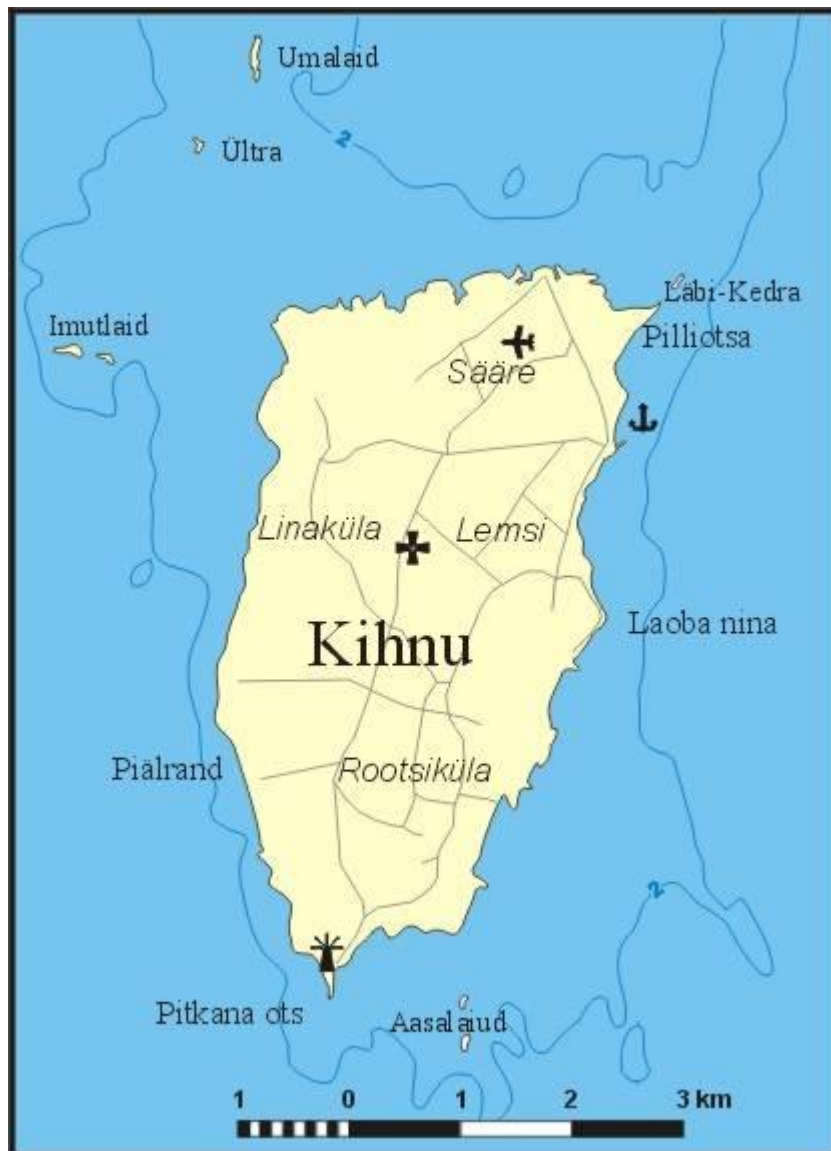 Umalaid
2
Ültra
Läbi-Kedra
Imutlaid
Pilliotsa
Sääre
Linaküla
Lemsi
Laoba nina
Kihnu
Piälrand
Rootsiküla
2
Pitkana ots
Aasalaiud
1 0 1 2 3 km